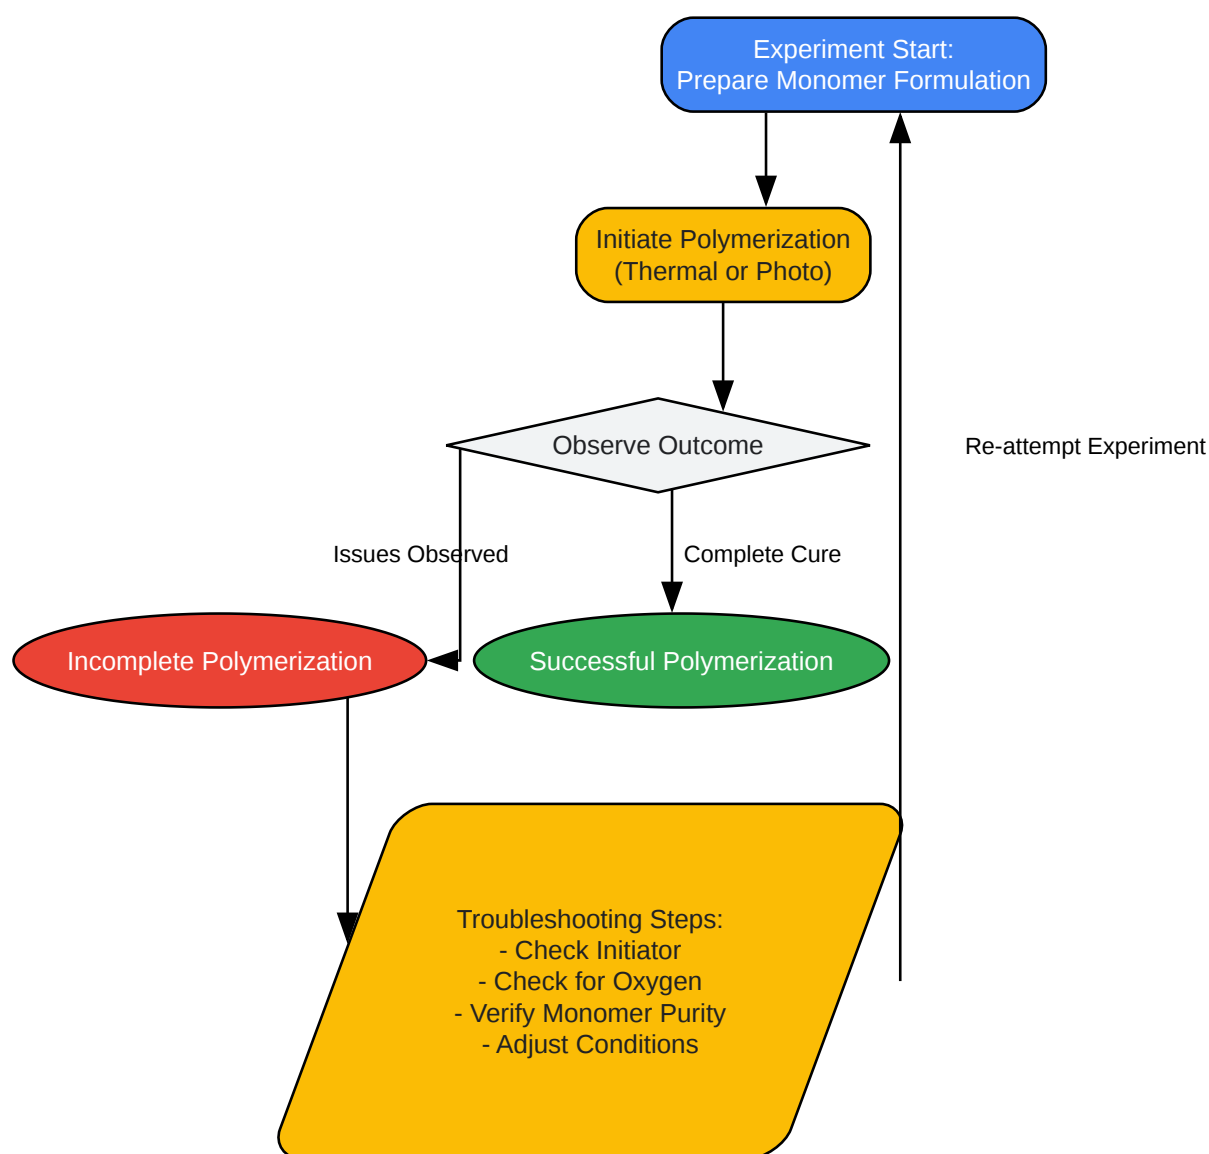 Experiment Start:
Prepare Monomer Formulation
Initiate Polymerization
(Thermal or Photo)
Observe Outcome
Re-attempt Experiment
Issues Observed
Complete Cure
Incomplete Polymerization
Successful Polymerization
Troubleshooting Steps:
- Check Initiator
- Check for Oxygen
- Verify Monomer Purity
- Adjust Conditions